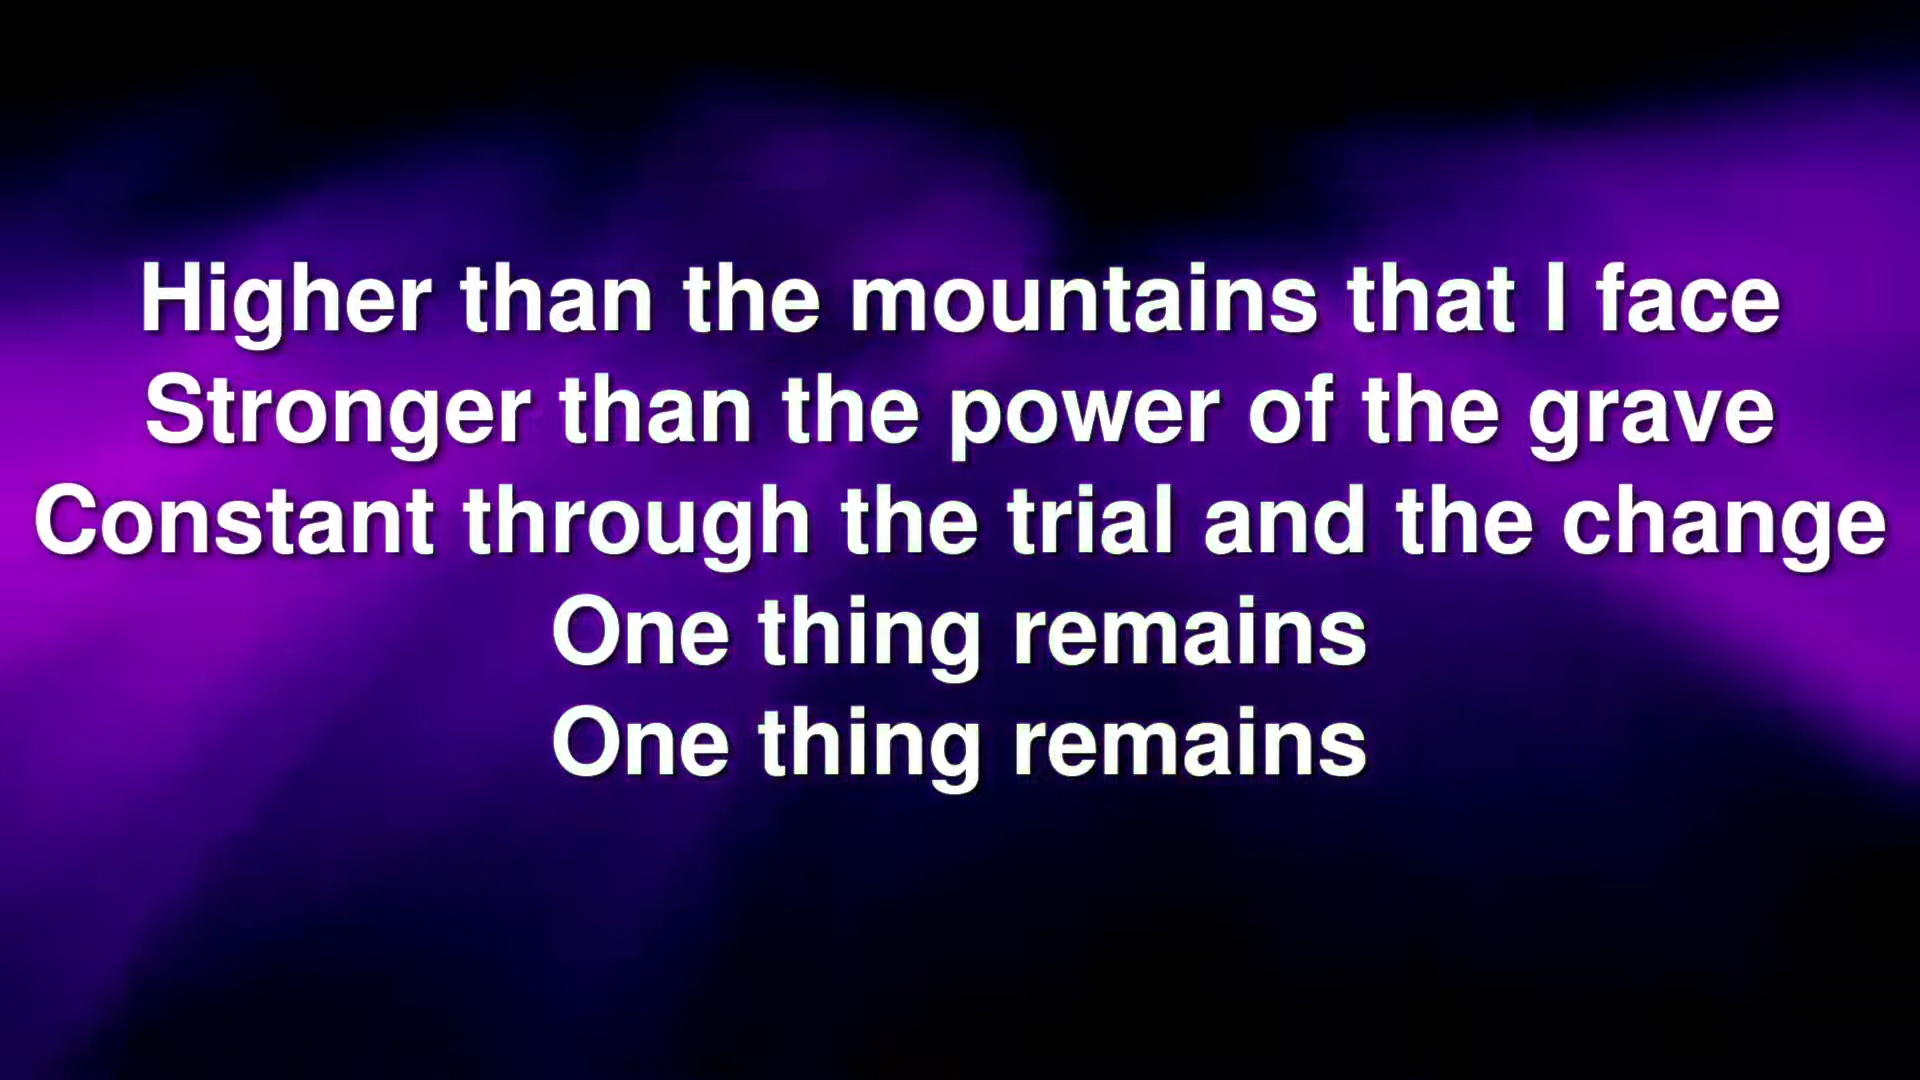 Higher than the mountains that I face
Stronger than the power of the grave
Constant through the trial and the change
One thing remains
One thing remains